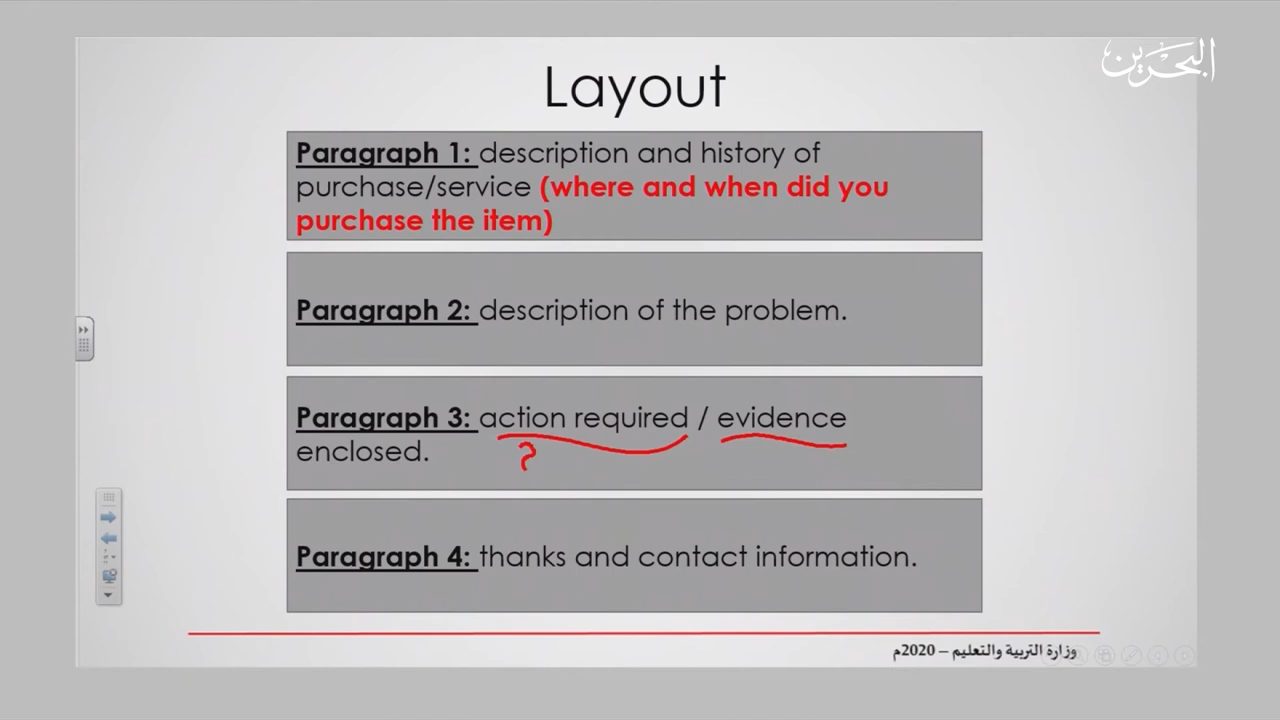 البحرين
Layout
Paragraph 1: description and history of
purchase/service (where and when did you
purchase the item)
Paragraph 2: description of the problem.
Paragraph 3: action required / evidence
enclosed.
?
Paragraph 4: thanks and contact information.
وزارة التربية والتعليم – 2020م